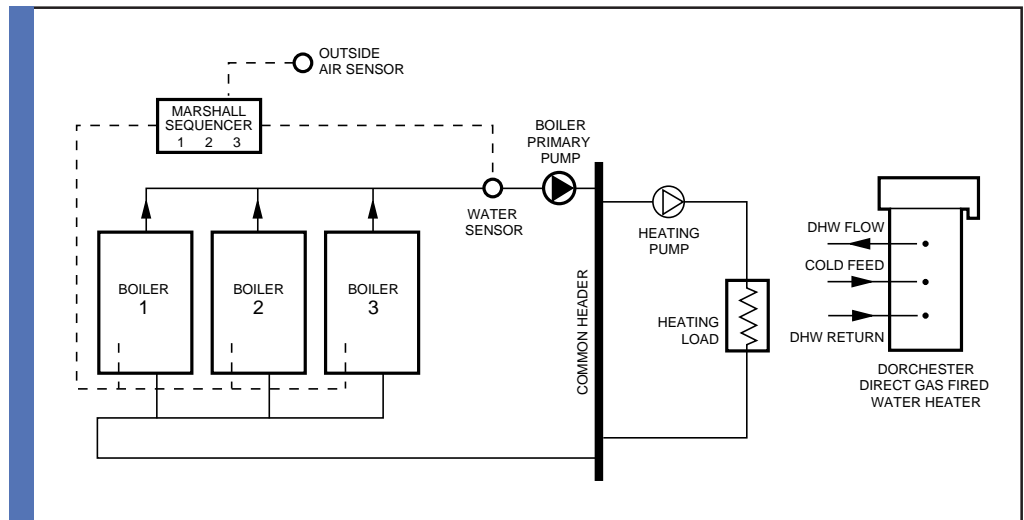 OUTSIDE
AIR SENSOR
MARSHALL
SEQUENCER
1 2 3
BOILER
PRIMARY
PUMP
WATER
SENSOR
HEATING
PUMP
BOILER
1
BOILER
2
BOILER
3
COMMON HEADER
HEATING
LOAD
DHW FLOW
COLD FEED
DHW RETURN
DORCHESTER
DIRECT GAS FIRED
WATER HEATER